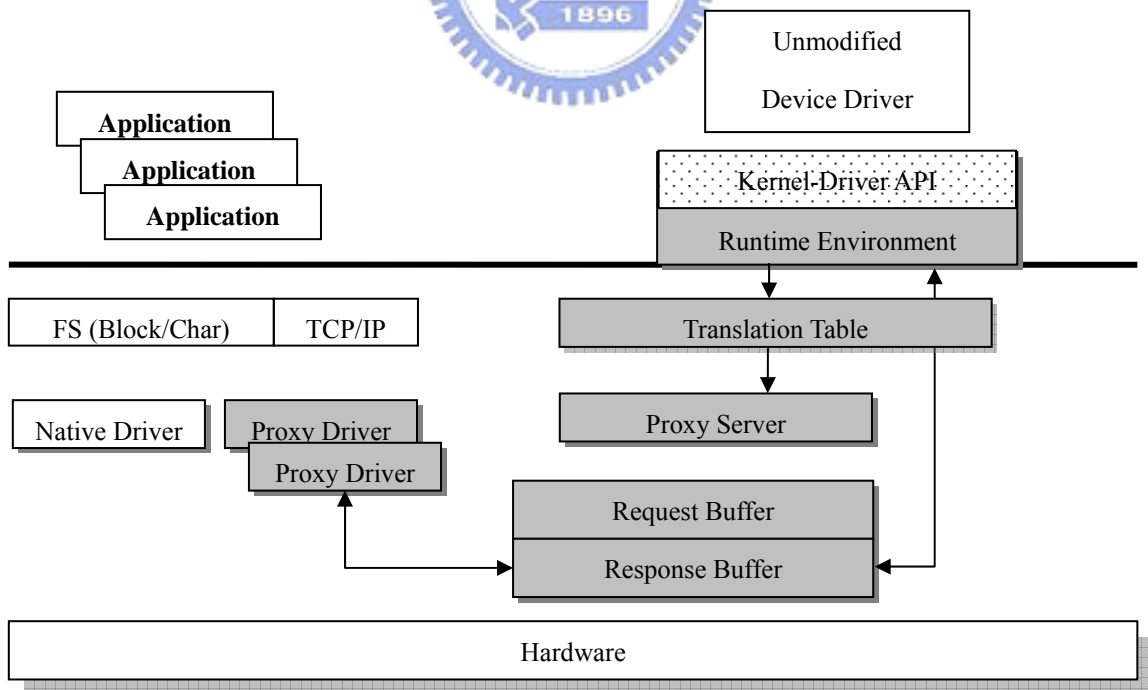 1896
Unmodified
Device Driver
Application
Application
Application
Kernel-Driver API
Runtime Environment
FS (Block/Char)
TCP/IP
Translation Table
Native Driver
Proxy Driver
Proxy Driver
Proxy Server
Request Buffer
Response Buffer
Hardware